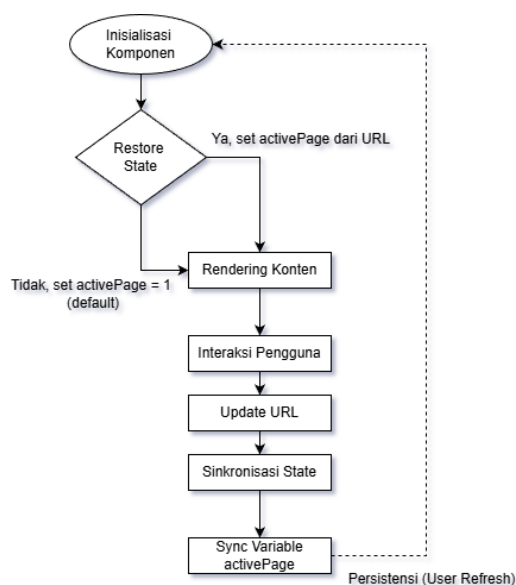 Inisialisasi
Komponen
Restore
State
Ya, set activePage dari URL
Tidak, set activePage = 1
(default)
Rendering Konten
Interaksi Pengguna
Update URL
Sinkronisasi State
Sync Variable
activePage
Persistensi (User Refresh)